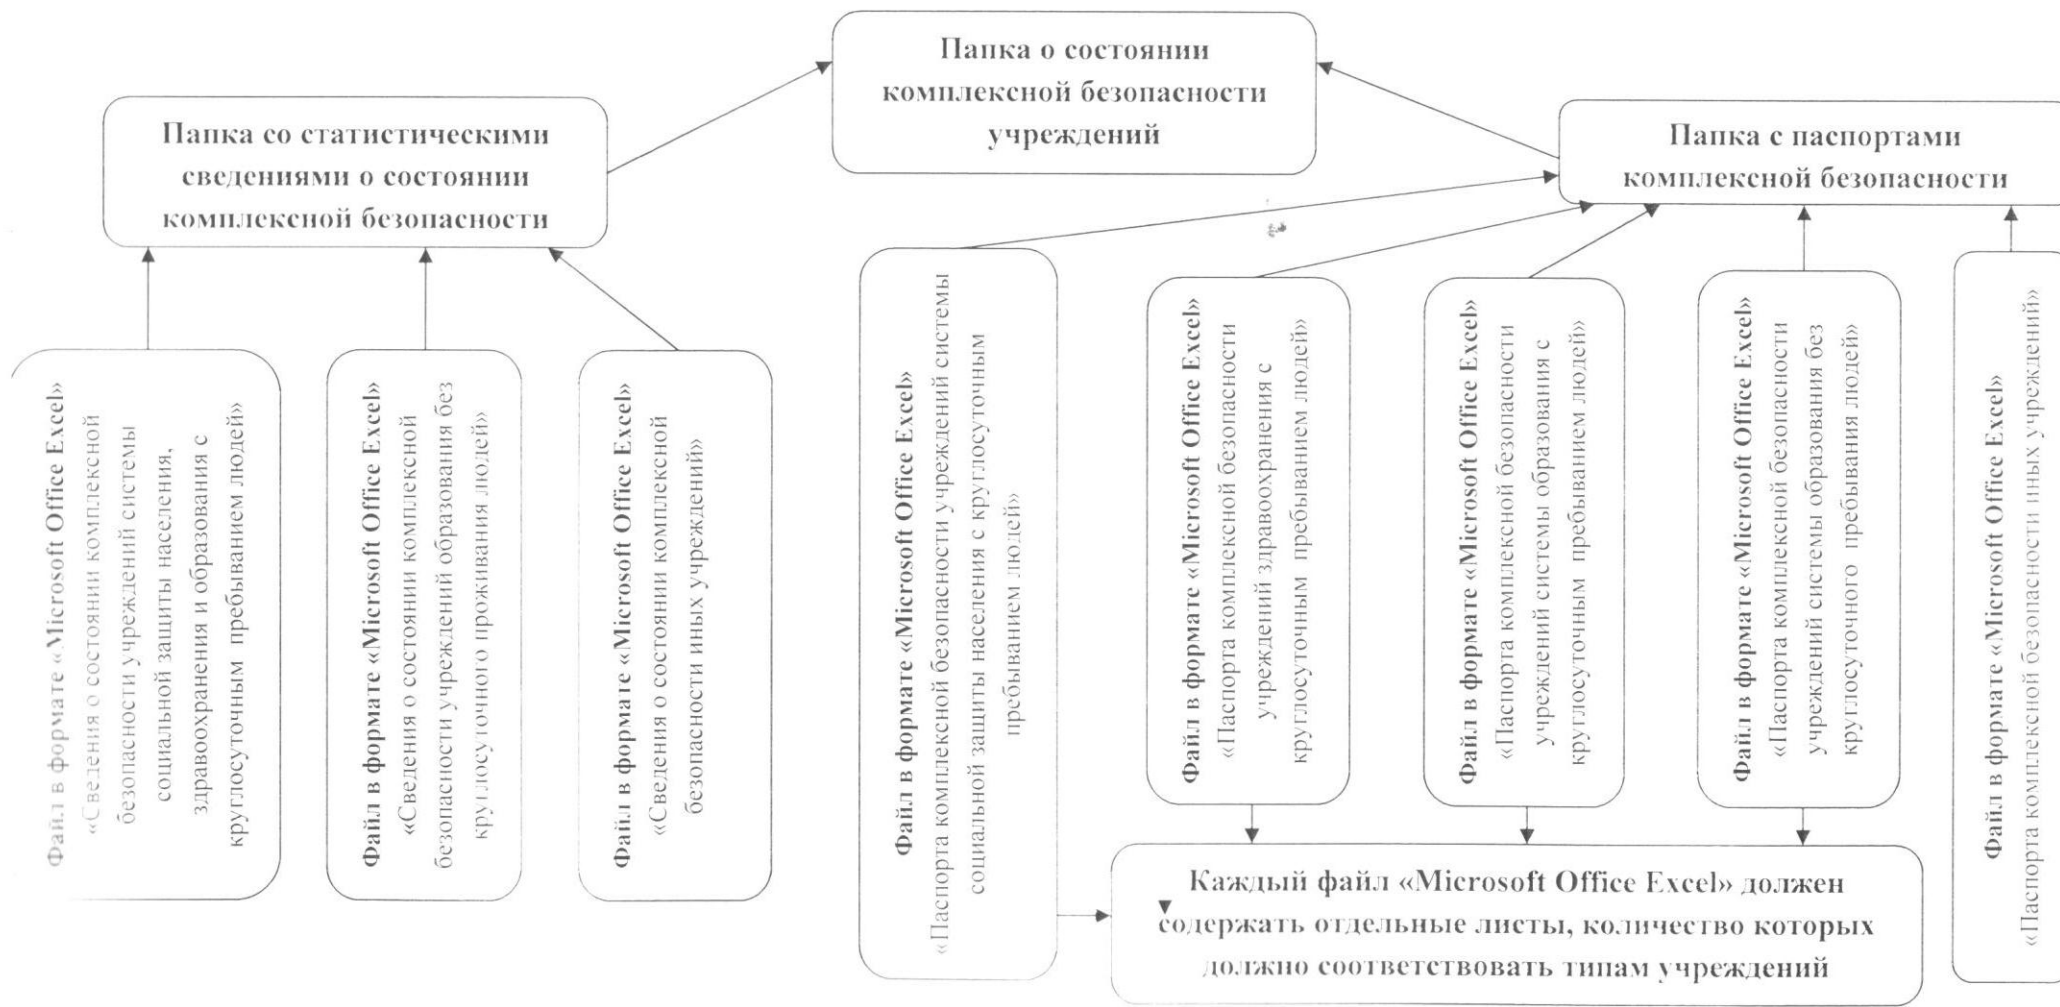 Папка о состоянии
комплексной безопасности
учреждений
Папка со статистическими
сведениями о состоянии
комплексной безопасности
Папка с паспортами
комплексной безопасности
Файл в формате «Microsoft Office Excel»
«Сведения о состоянии комплексной
безопасности учреждений системы
социальной защиты населения,
здравоохранения и образования с
круглосуточным пребыванием людей»
Файл в формате «Microsoft Office Excel»
«Сведения о состоянии комплексной
безопасности учреждений образования без
круглосуточного проживания людей»
Файл в формате «Microsoft Office Excel»
«Сведения о состоянии комплексной
безопасности иных учреждений»
Файл в формате «Microsoft Office Excel»
«Паспорта комплексной безопасности учреждений системы
социальной защиты населения с круглосуточным
пребыванием людей»
Файл в формате «Microsoft Office Excel»
«Паспорта комплексной безопасности
учреждений здравоохранения с
круглосуточным пребыванием людей»
Файл в формате «Microsoft Office Excel»
«Паспорта комплексной безопасности
учреждений системы образования с
круглосуточным пребыванием людей»
Файл в формате «Microsoft Office Excel»
«Паспорта комплексной безопасности
учреждений системы образования без
круглосуточного пребывания людей»
Файл в формате «Microsoft Office Excel»
«Паспорта комплексной безопасности иных учреждений»
Каждый файл «Microsoft Office Excel» должен
содержать отдельные листы, количество которых
должно соответствовать типам учреждений